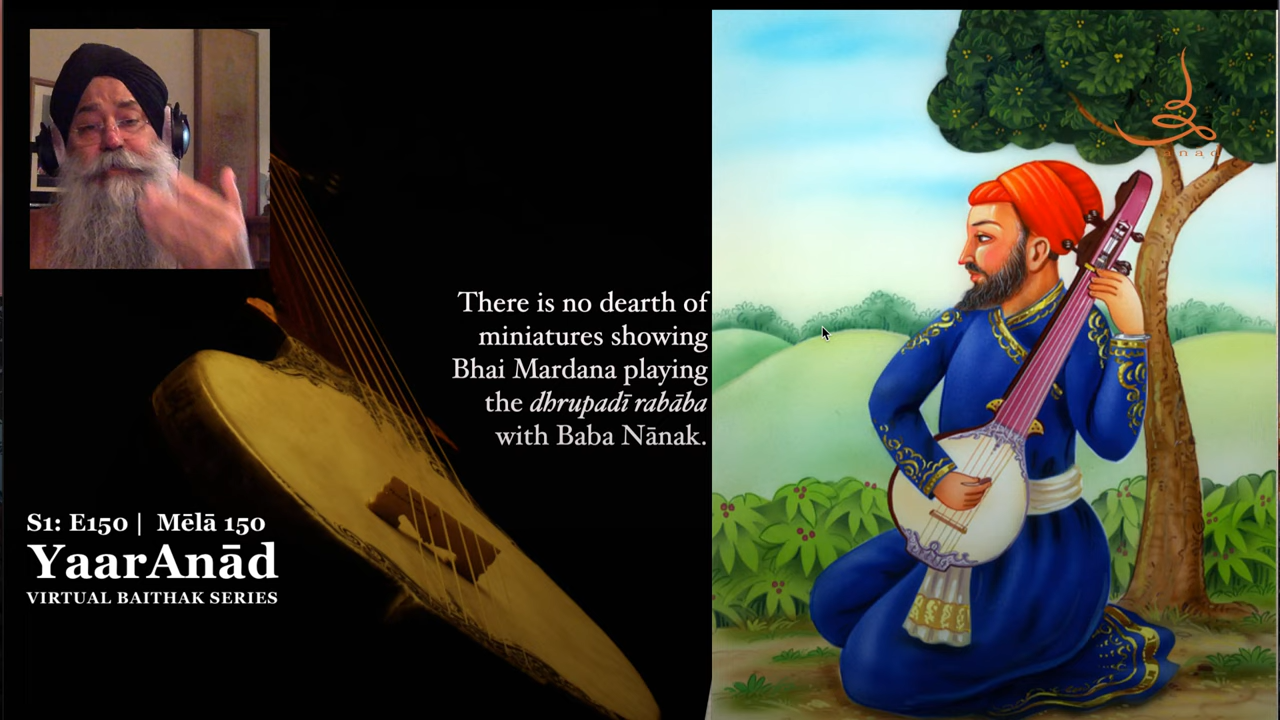 There is no dearth of
miniatures showing
Bhai Mardana playing
the dhrupadī rabāba
with Baba Nānak.
S1: E150 | Mēlā 150
YaarAnād
VIRTUAL BAITHAK SERIES